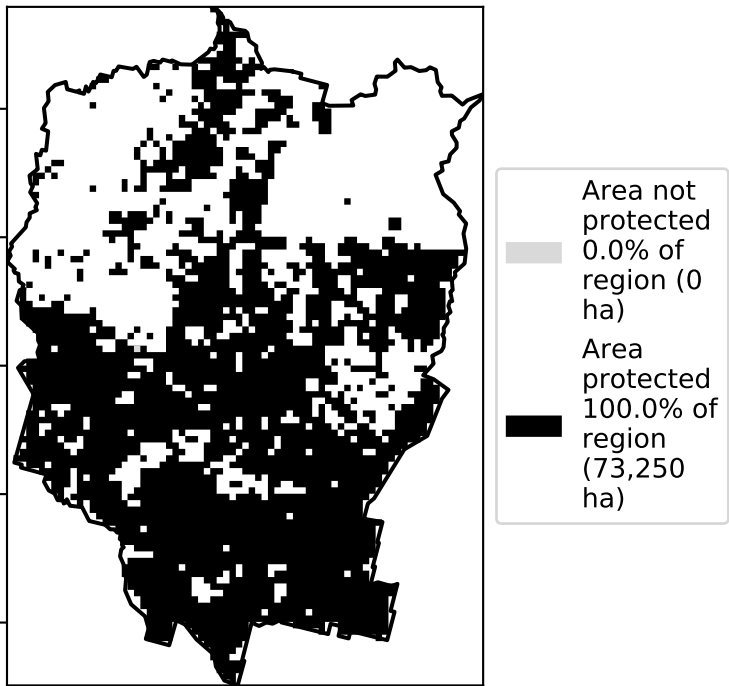 Area not
protected
0.0% of
region (0
ha)
Area
protected
100.0% of
region
(73,250
ha)